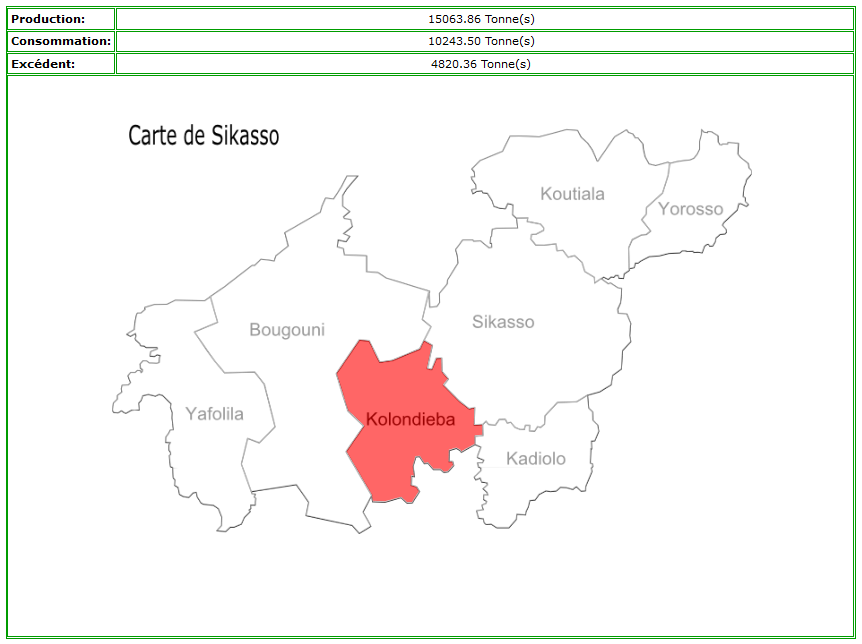 Production: 15063.86 Tonne(s)
Consommation: 10243.50 Tonne(s)
Excédent: 4820.36 Tonne(s)
Carte de Sikasso
Koutiala
Yorosso
Sikasso
Bougouni
Yafolila
Kolondieba
Kadiolo